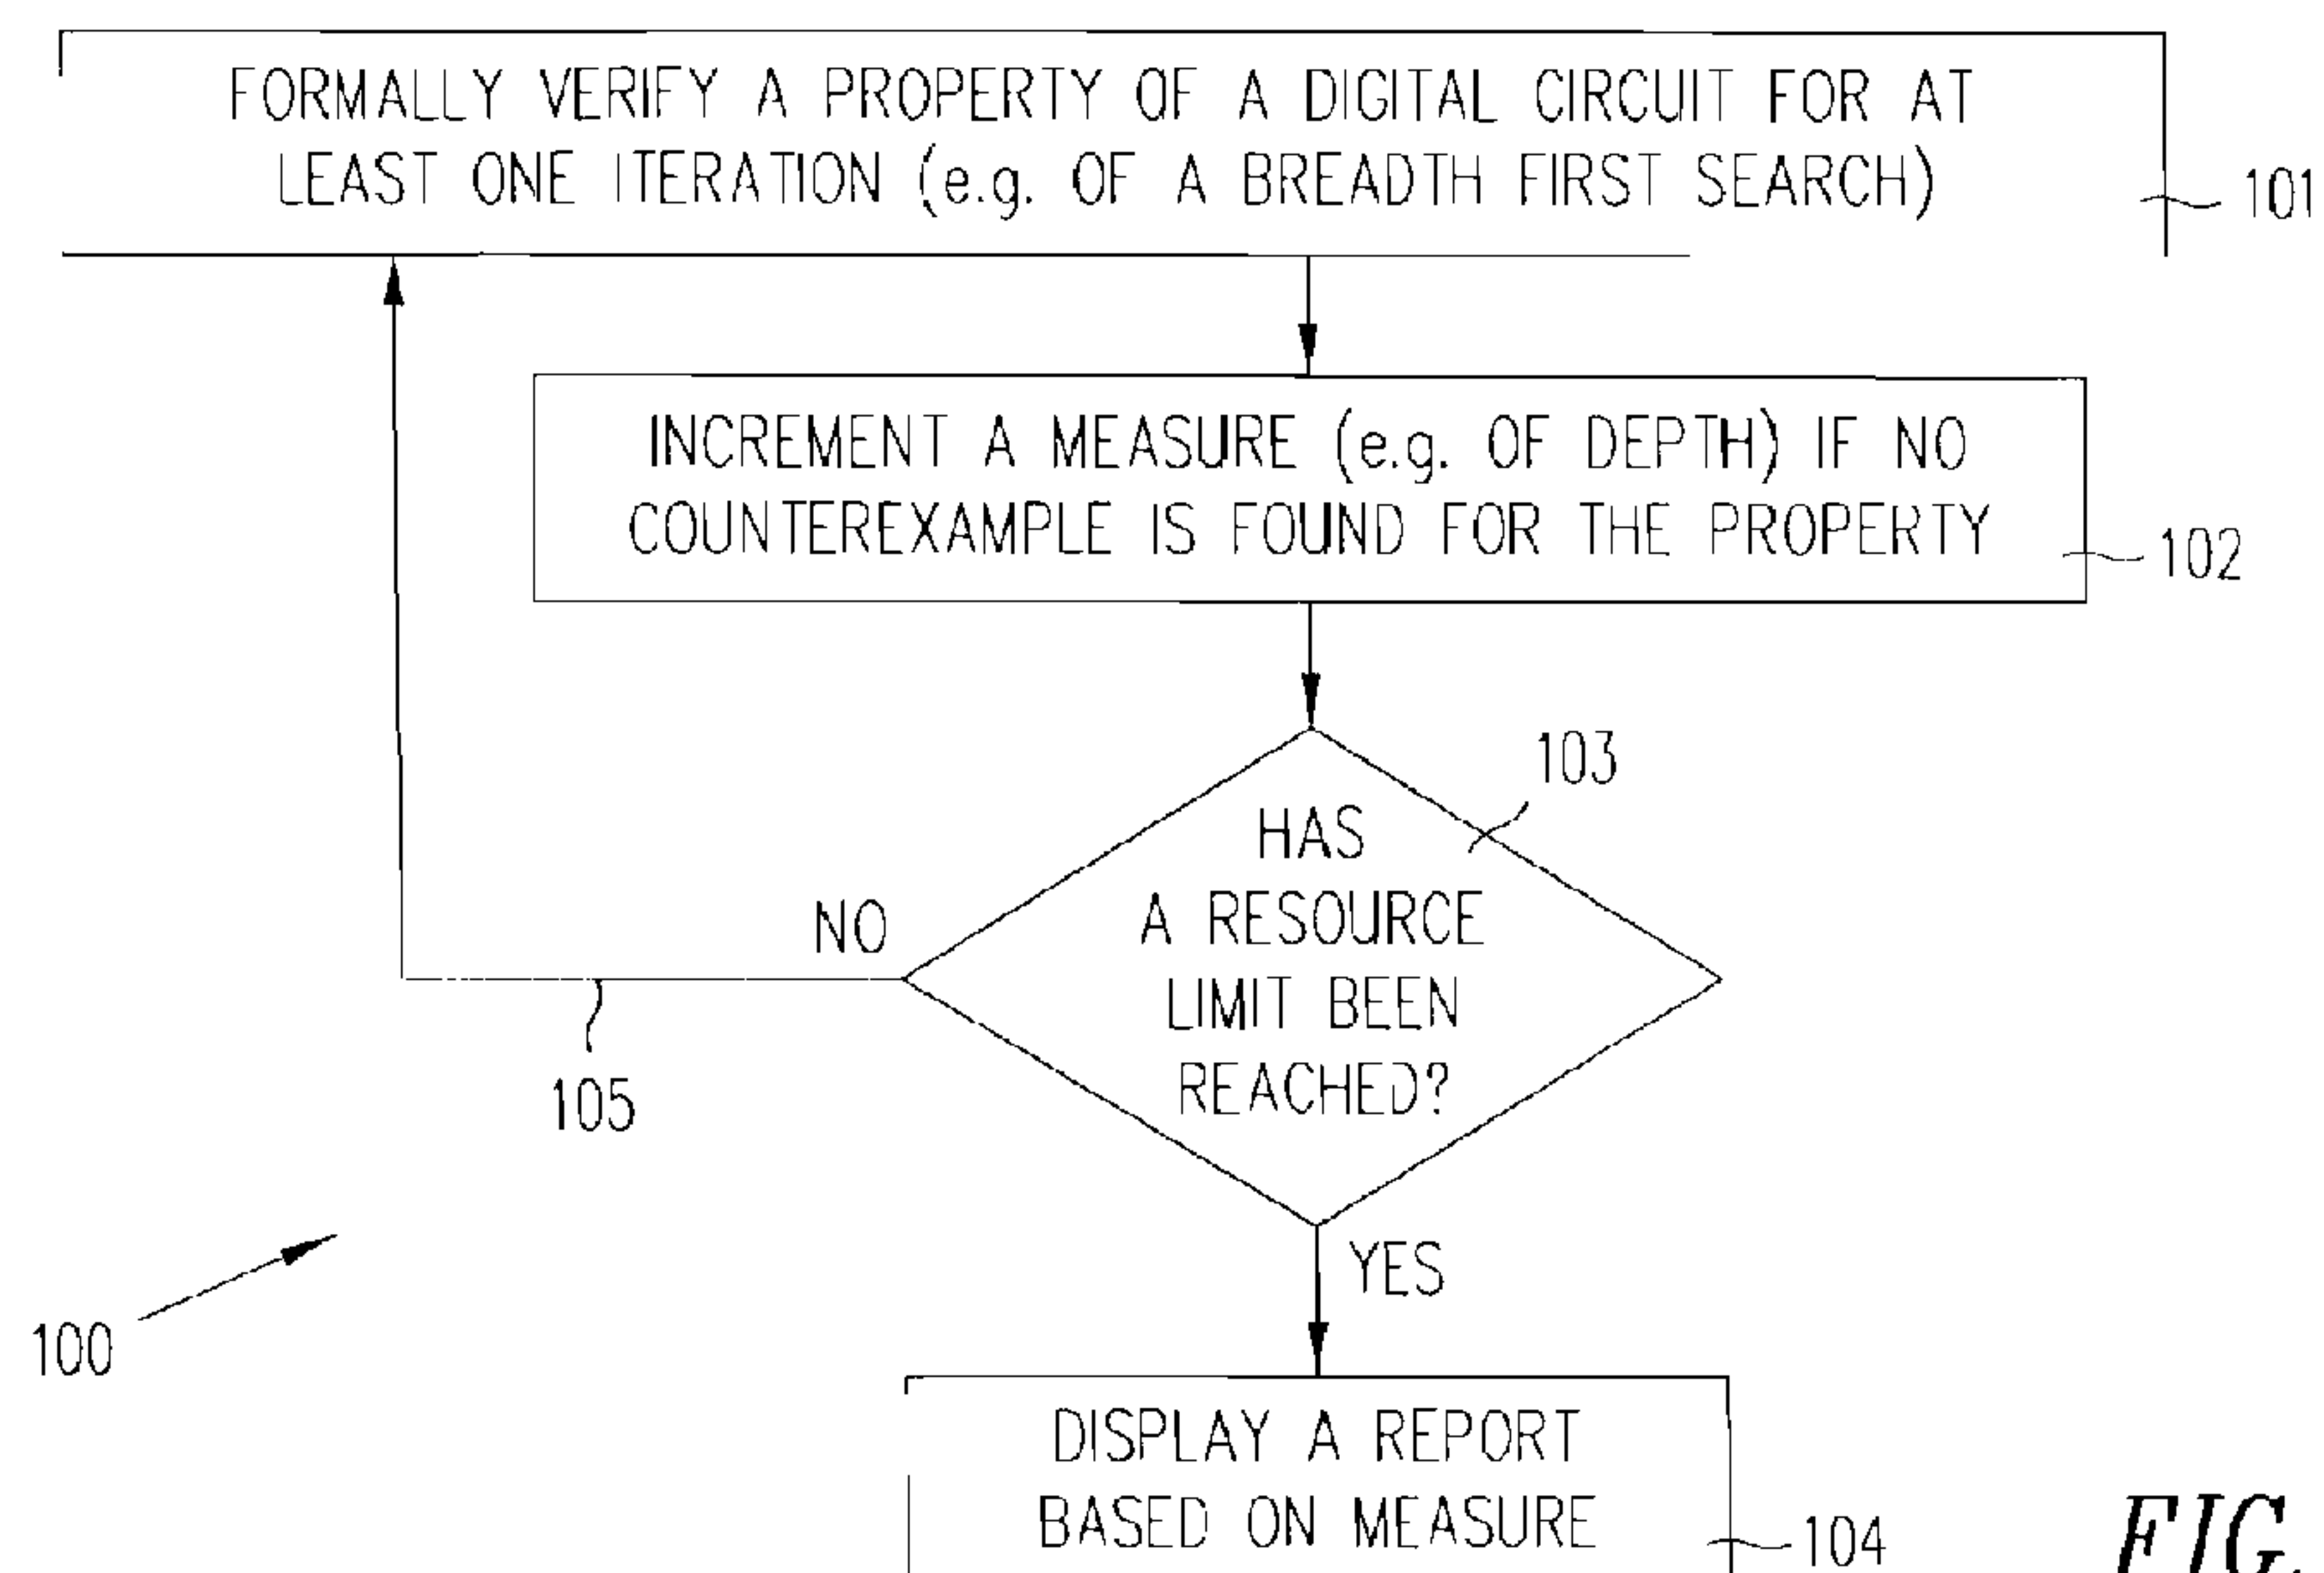 FORMALLY VERIFY A PROPERTY OF A DIGITAL CIRCUIT FOR AT
LEAST ONE ITERATION (e.g. OF A BREADTH FIRST SEARCH)
101
INCREMENT A MEASURE (e.g. OF DEPTH) IF NO
COUNTEREXAMPLE IS FOUND FOR THE PROPERTY
102
103
HAS
A RESOURCE
LIMIT BEEN
REACHED?
NO
105
YES
100
DISPLAY A REPORT
BASED ON MEASURE
104
FIG.